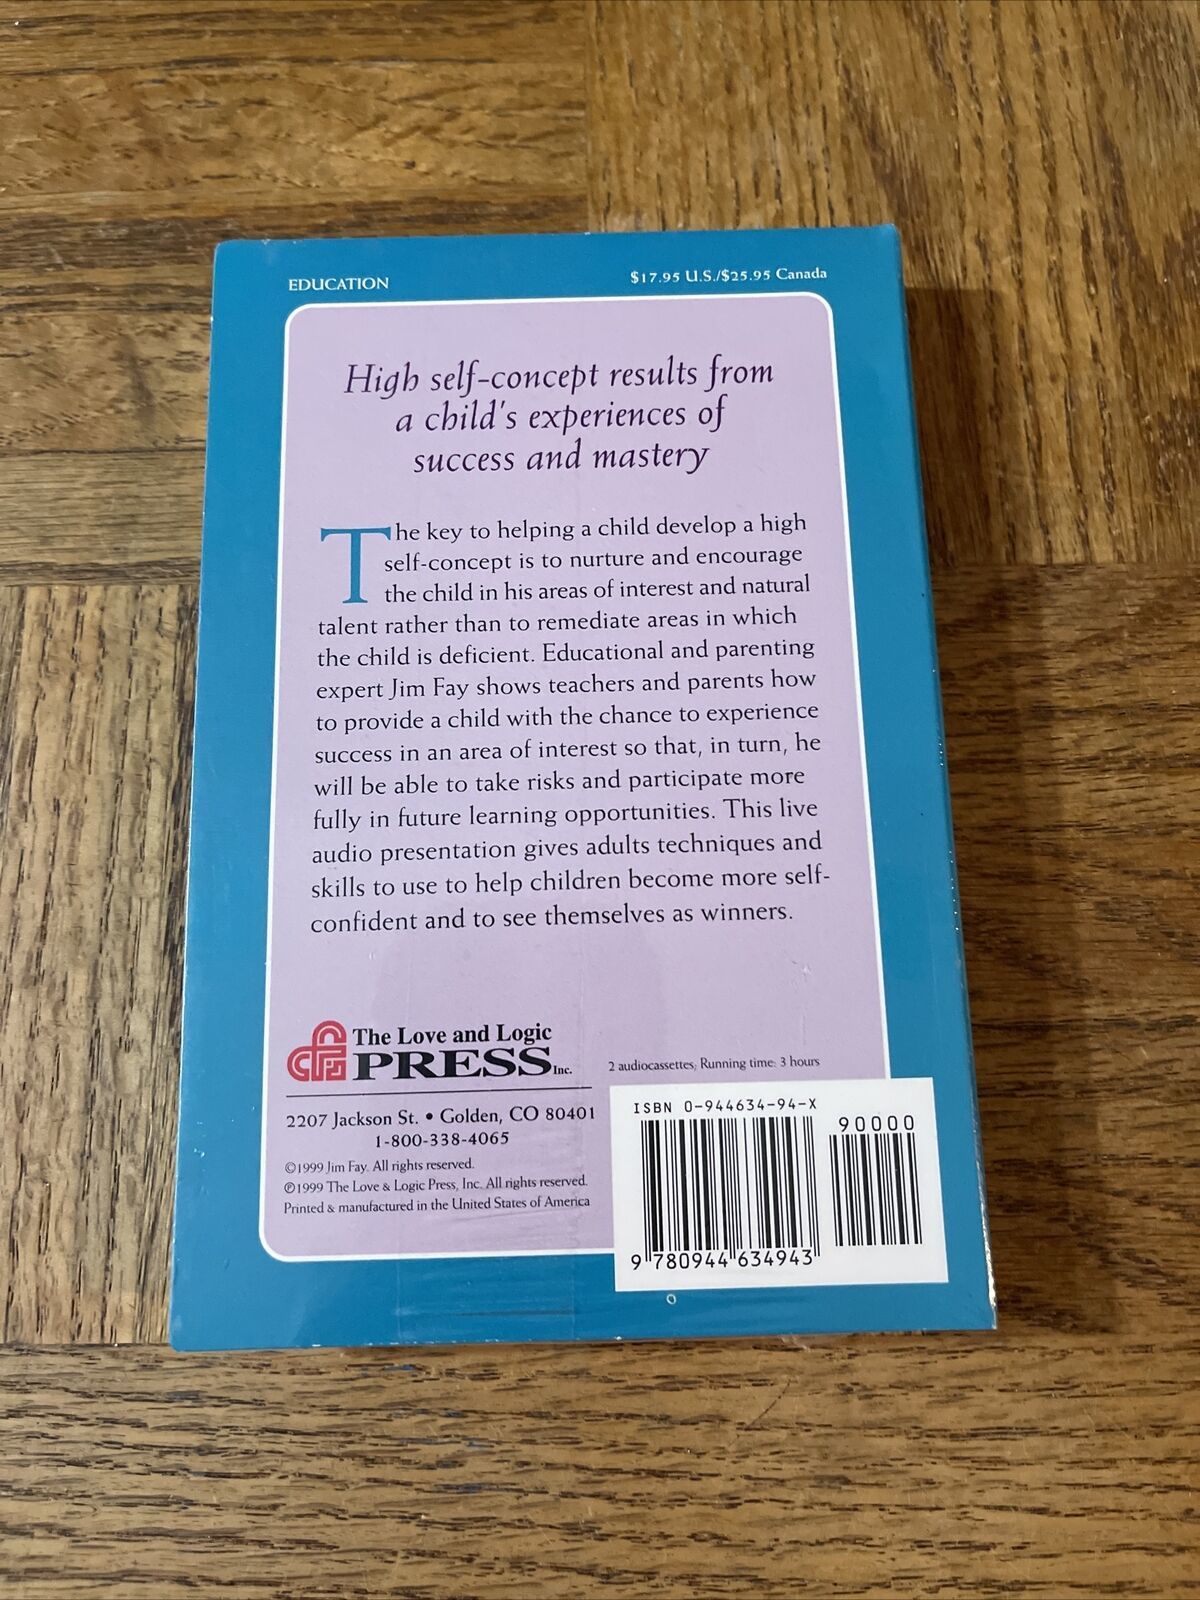 EDUCATION
$17.95 U.S./$25.95 Canada
High self-concept results from
a child's experiences of
success and mastery
The key to helping a child develop a high
self-concept is to nurture and encourage
the child in his areas of interest and natural
talent rather than to remediate areas in which
the child is deficient. Educational and parenting
expert Jim Fay shows teachers and parents how
to provide a child with the chance to experience
success in an area of interest so that, in turn, he
will be able to take risks and participate more
fully in future learning opportunities. This live
audio presentation gives adults techniques and
skills to use to help children become more self-
confident and to see themselves as winners.
The Love and Logic
PRESS Inc.
2 audiocassettes; Running time: 3 hours
2207 Jackson St. • Golden, CO 80401
1-800-338-4065
©1999 Jim Fay. All rights reserved.
℗1999 The Love & Logic Press, Inc. All rights reserved.
Printed & manufactured in the United States of America
ISBN 0-944634-94-X
90000
9 780944 634943